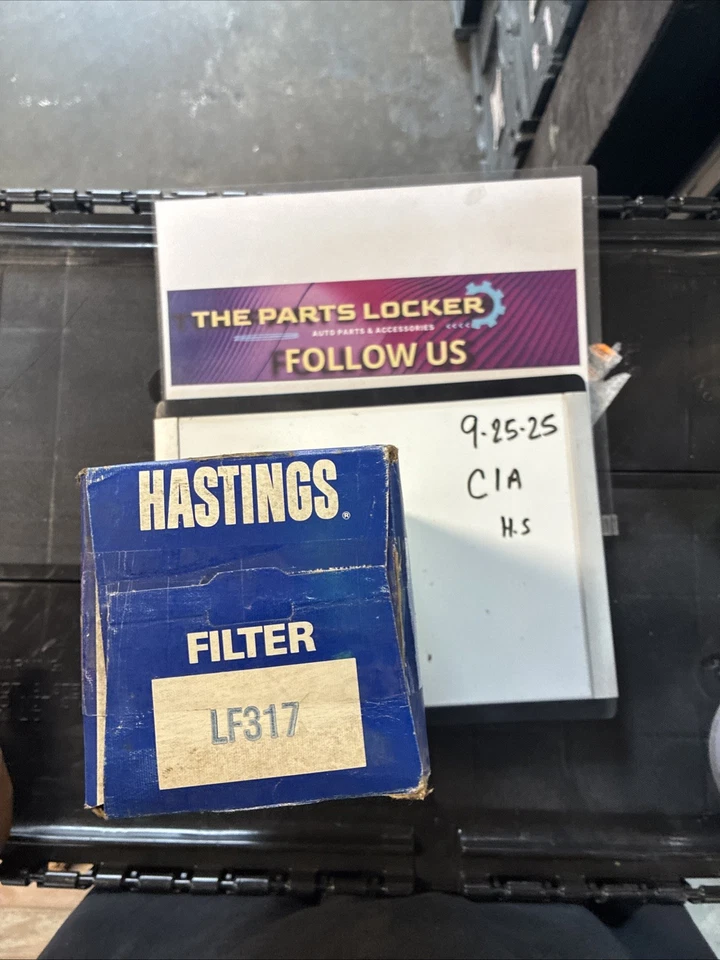 THE PARTS LOCKER
AUTO PARTS & ACCESSORIES <<<<
FOLLOW US
9-25-25
C1A
H.S
HASTINGS®
FILTER
LF317